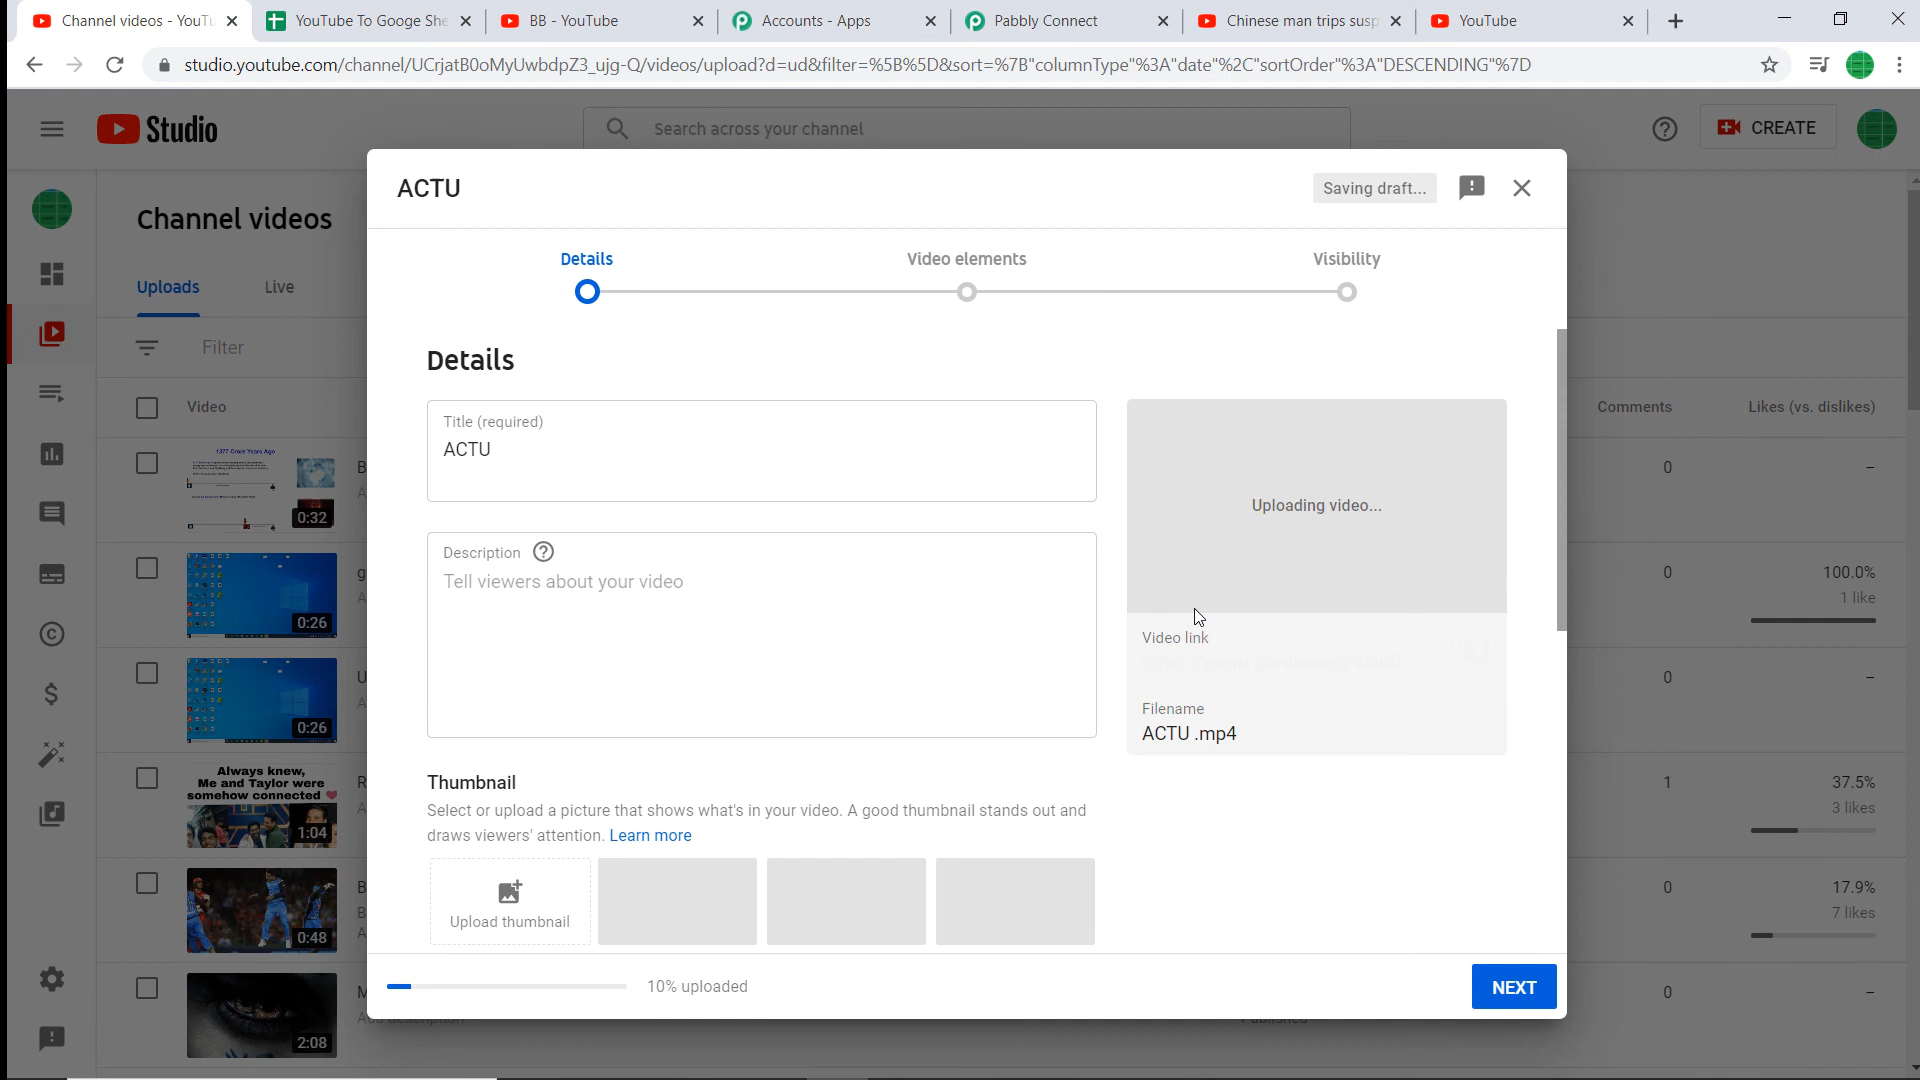 Channel videos - YouTu
YouTube To Googe She
BB - YouTube
Accounts - Apps
Pabbly Connect
Chinese man trips susp
YouTube
studio.youtube.com/channel/UCrjatB0oMyUwbdpZ3_ujg-Q/videos/upload?d=ud&filter=%5B%5D&sort=%7B"columnType"%3A"date"%2C"sortOrder"%3A"DESCENDING"%7D
Studio
Search across your channel
CREATE
Channel videos
Uploads
Live
Filter
Video
Comments
Likes (vs. dislikes)
ACTU
Saving draft...
Details
Video elements
Visibility
Details
Title (required)
ACTU
Description
Tell viewers about your video
Uploading video...
Video link
Filename
ACTU .mp4
Thumbnail
Select or upload a picture that shows what's in your video. A good thumbnail stands out and
draws viewers' attention. Learn more
Upload thumbnail
10% uploaded
NEXT
1377 Crore Years Ago
0:32
B
0
–
0:26
g
0
100.0%
1 like
0:26
U
0
–
Always knew,
Me and Taylor were
somehow connected
1:04
R
1
37.5%
3 likes
0:48
B
B
A
0
17.9%
7 likes
2:08
M
Add description
Published
0
–